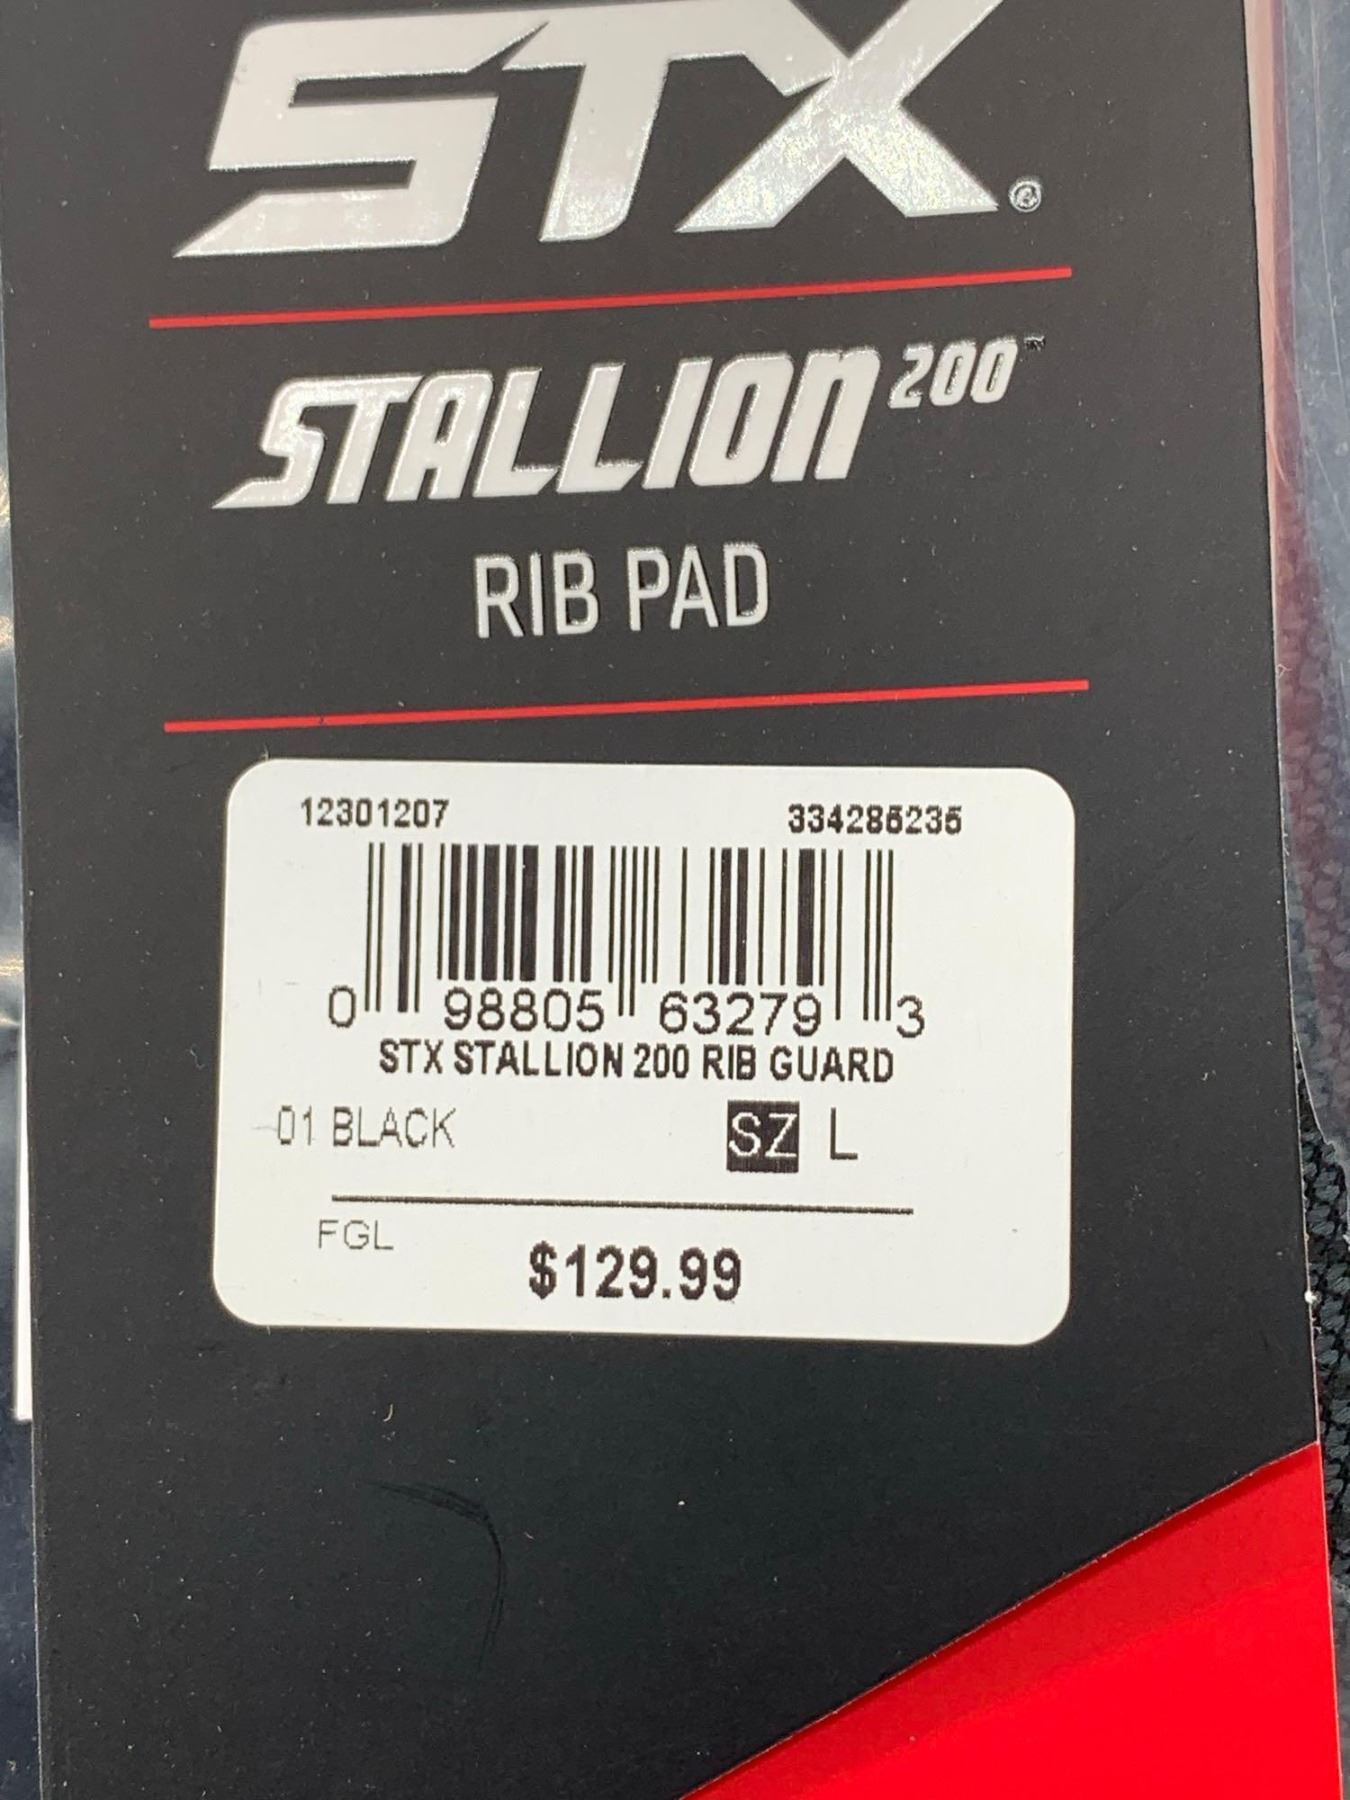 STX®
STALLION 200™
RIB PAD
12301207 334286236
0 98805 63279 3
STX STALLION 200 RIB GUARD
01 BLACK SZ L
FGL
$129.99